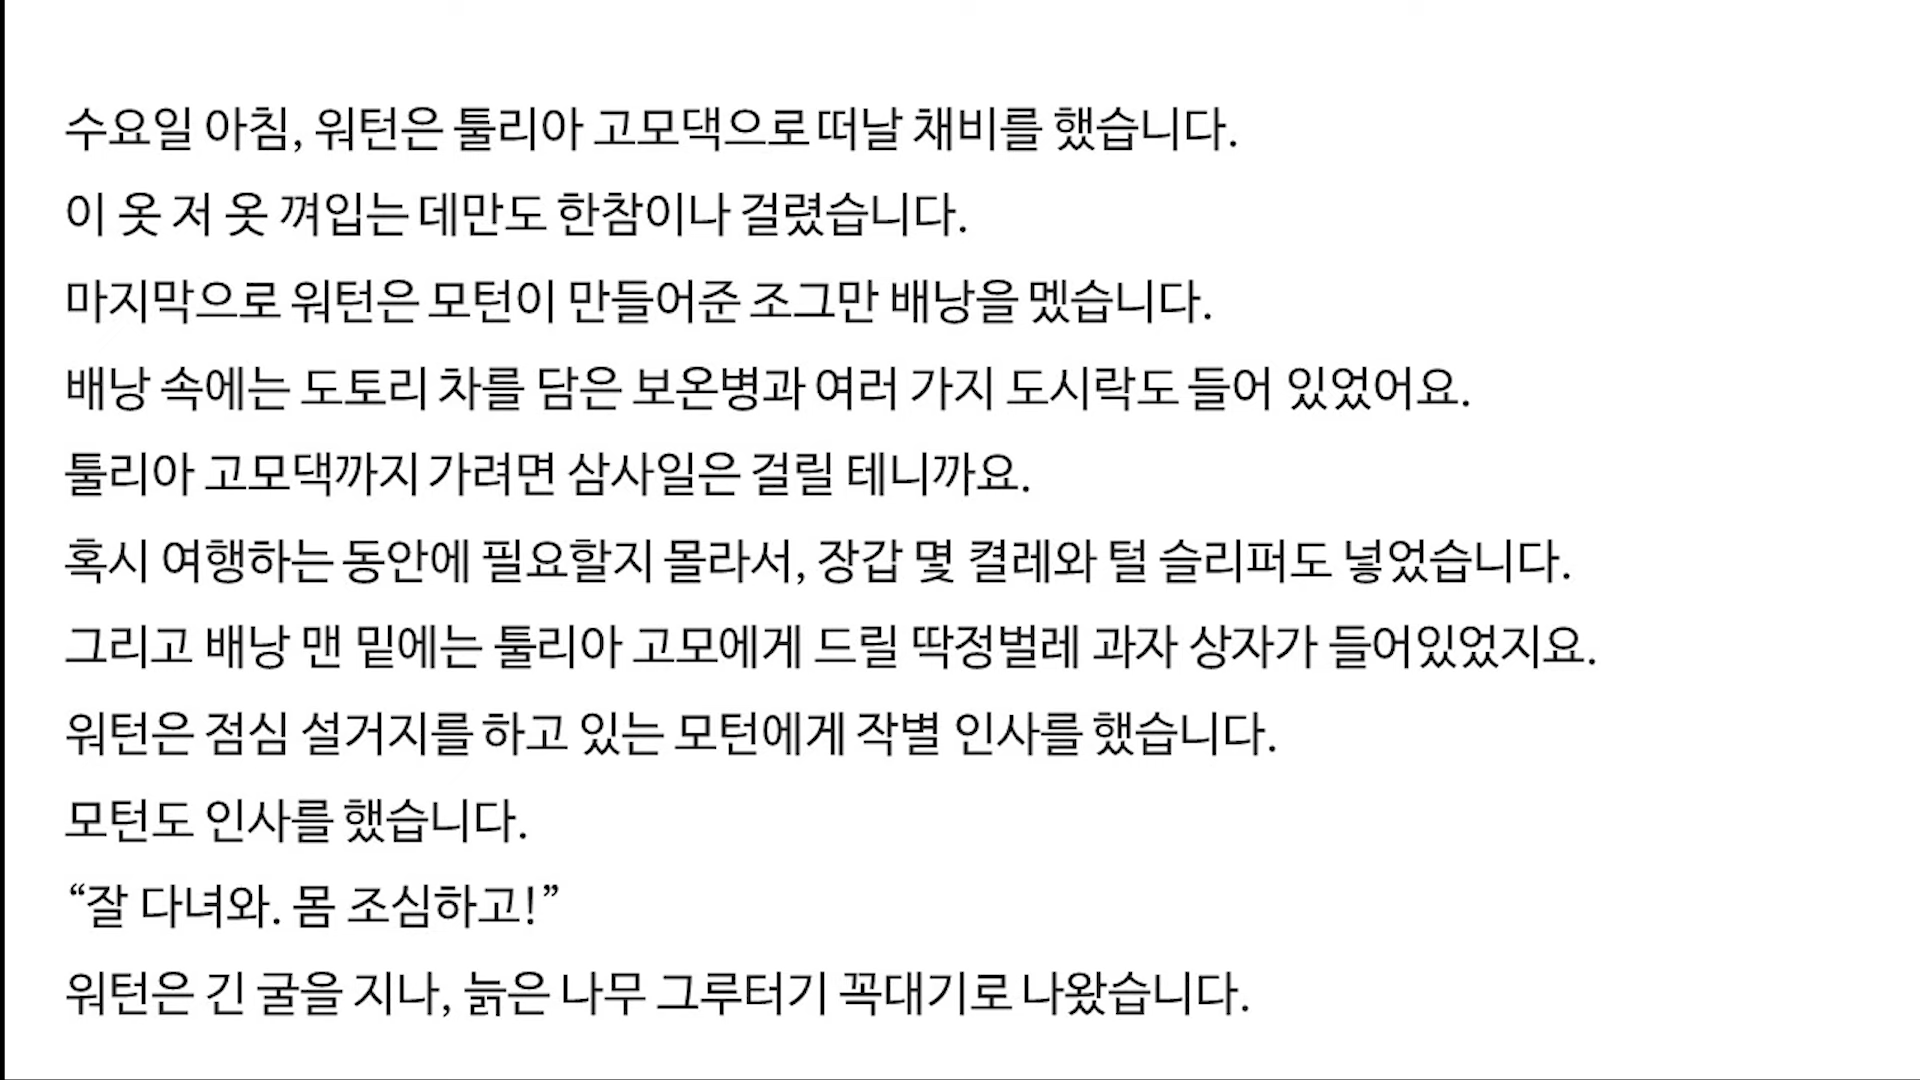 수요일 아침, 워턴은 툴리아 고모댁으로 떠날 채비를 했습니다.
이 옷 저 옷 껴입는 데만도 한참이나 걸렸습니다.
마지막으로 워턴은 모턴이 만들어준 조그만 배낭을 멨습니다.
배낭 속에는 도토리 차를 담은 보온병과 여러 가지 도시락도 들어 있었어요.
툴리아 고모댁까지 가려면 삼사일은 걸릴 테니까요.
혹시 여행하는 동안에 필요할지 몰라서, 장갑 몇 켤레와 털 슬리퍼도 넣었습니다.
그리고 배낭 맨 밑에는 툴리아 고모에게 드릴 딱정벌레 과자 상자가 들어있었지요.
워턴은 점심 설거지를 하고 있는 모턴에게 작별 인사를 했습니다.
모턴도 인사를 했습니다.
“잘 다녀와. 몸 조심하고!”
워턴은 긴 굴을 지나, 늙은 나무 그루터기 꼭대기로 나왔습니다.